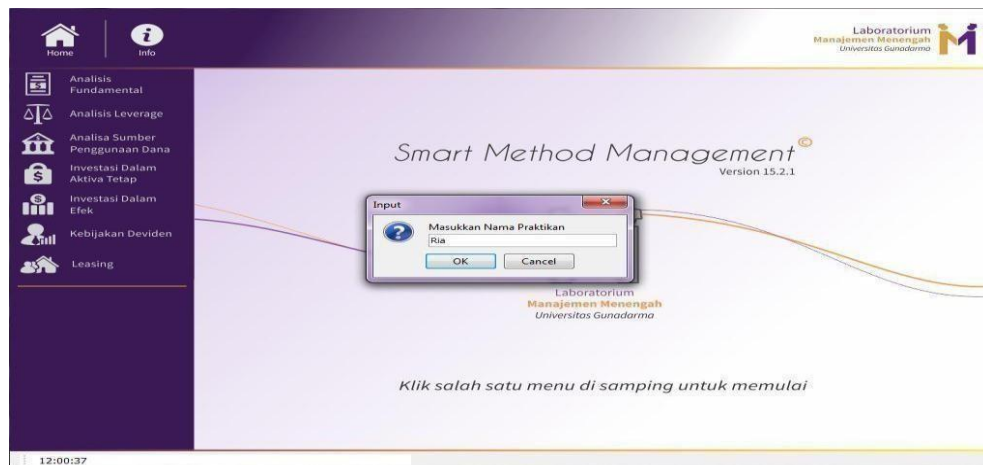 Home
Info
Laboratorium
Manajemen Menengah
Universitas Gunadarma
Analisis
Fundamental
Analisis Leverage
Analisa Sumber
Penggunaan Dana
Investasi Dalam
Aktiva Tetap
Investasi Dalam
Efek
Kebijakan Deviden
Leasing
Smart Method Management©
Version 15.2.1
Input
Masukkan Nama Praktikan
Ria
OK
Cancel
Laboratorium
Manajemen Menengah
Universitas Gunadarma
Klik salah satu menu di samping untuk memulai
12:00:37